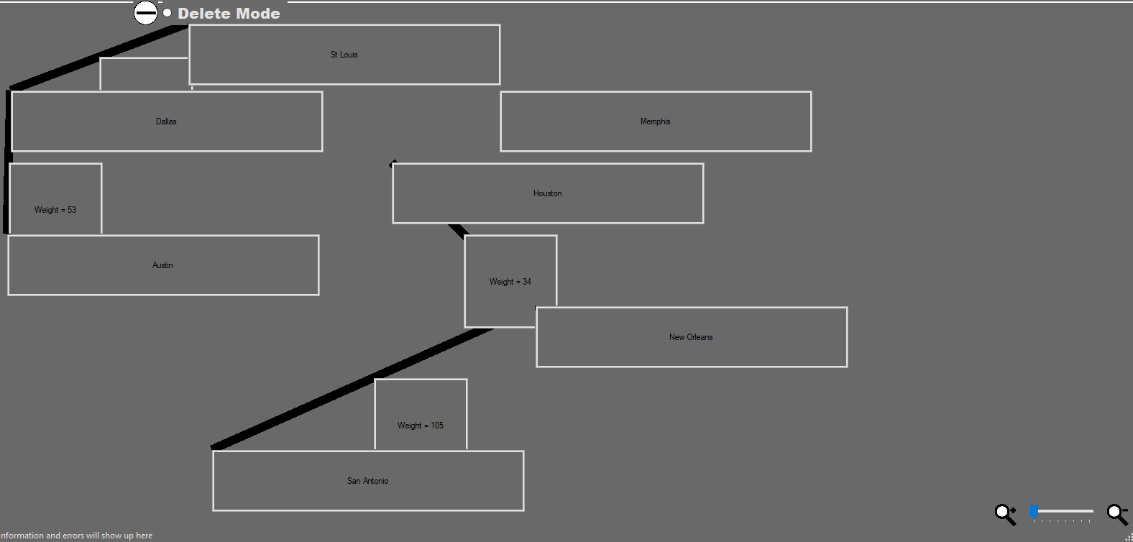 Delete Mode
St Louis
Dallas
Memphis
Houston
Weight = 53
Austin
Weight = 34
New Orleans
Weight = 105
San Antonio
nformation and errors will show up here